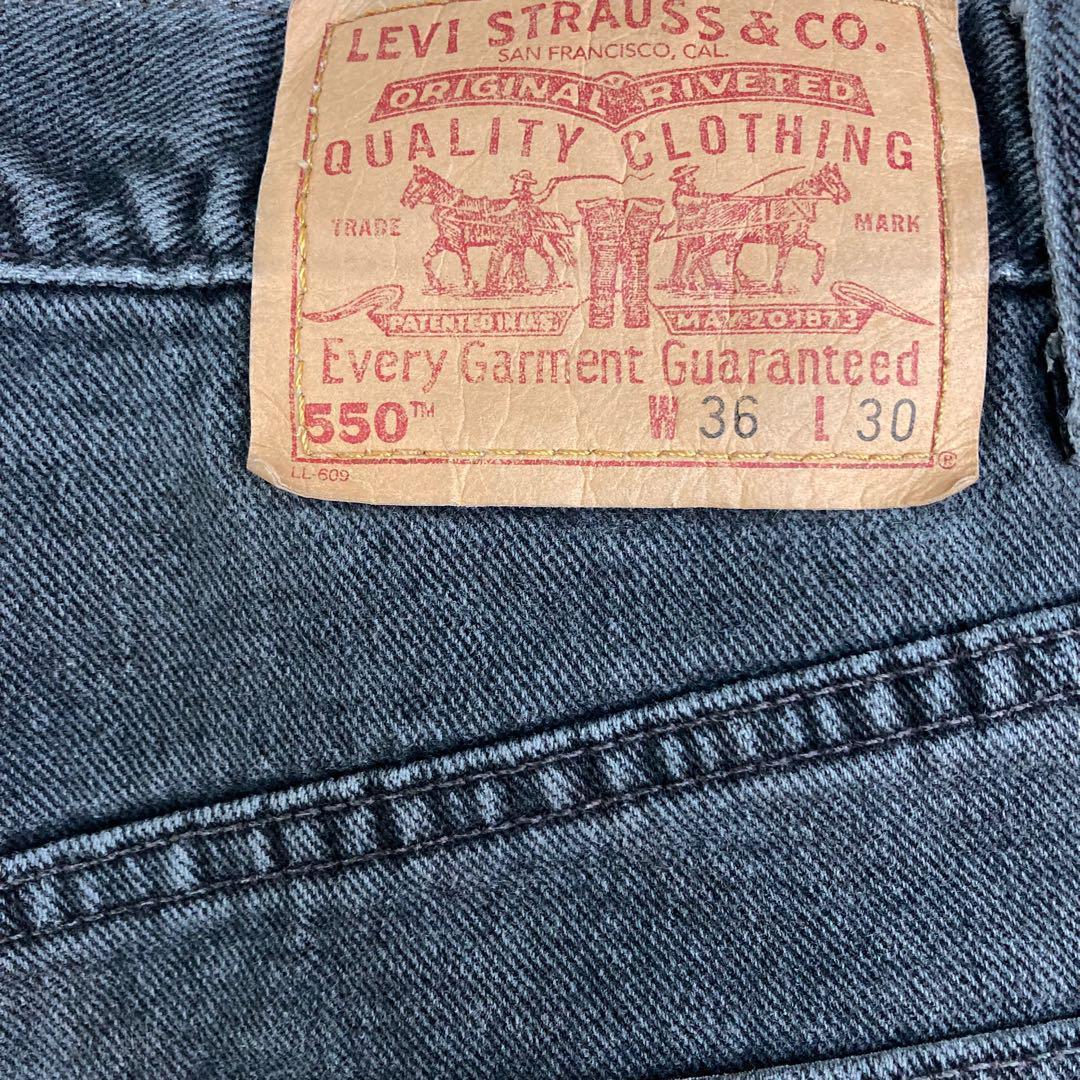 LEVI STRAUSS & CO.
SAN FRANCISCO, CAL.
ORIGINAL RIVETED
QUALITY CLOTHING
TRADE MARK
PATENTED IN U.S. MAY 20 1873
Every Garment Guaranteed
550™ W 36 L 30
LL-609 ®